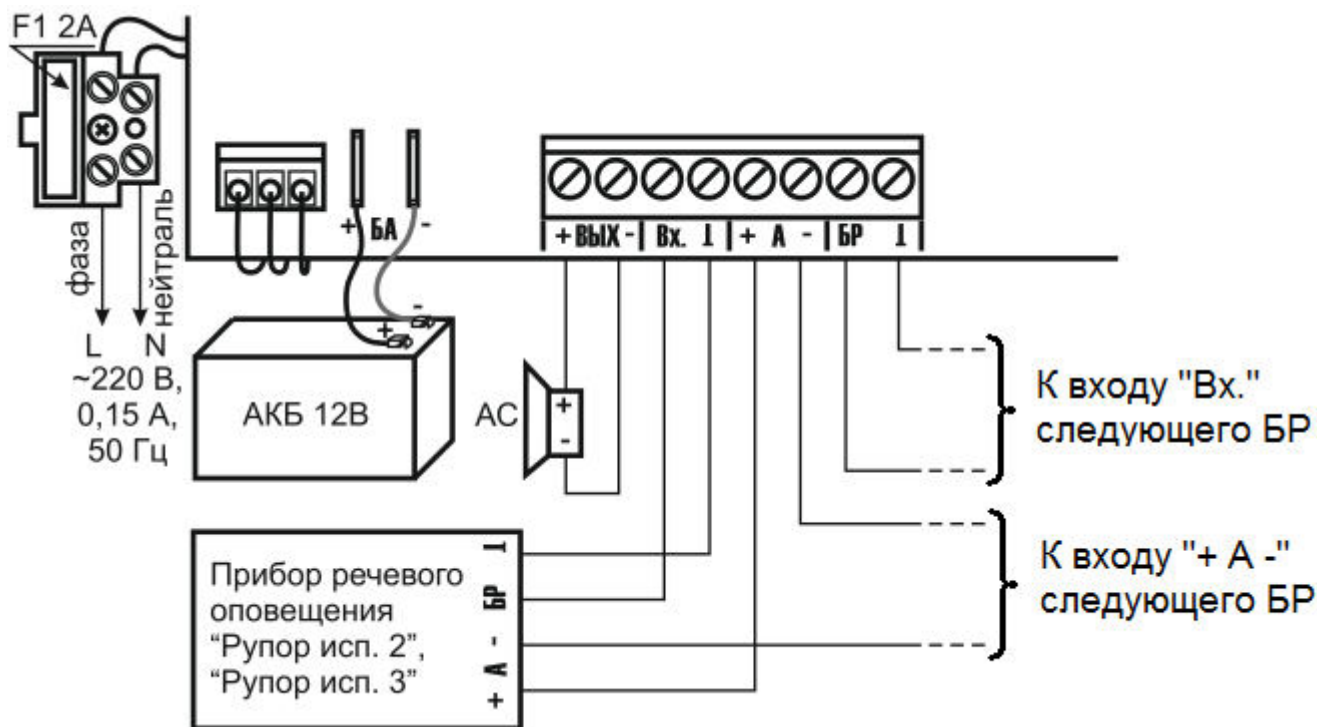 F1 2A
фаза
нейтраль
L N
~220 В,
0,15 А,
50 Гц
+ БА -
+ -
АКБ 12В
+ ВЫХ - Вх. ⊥ + А - БР ⊥
АС
+
-
Прибор речевого
оповещения
“Рупор исп. 2”,
“Рупор исп. 3”
⊥
БР
-
А
+
К входу "Вх."
следующего БР
К входу "+ А -"
следующего БР